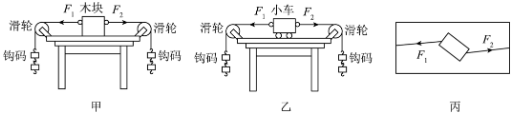 F₁ 木块 F₂
滑轮 滑轮
钩码 钩码
甲
F₁ 小车 F₂
滑轮 滑轮
钩码 钩码
乙
F₁ F₂
丙